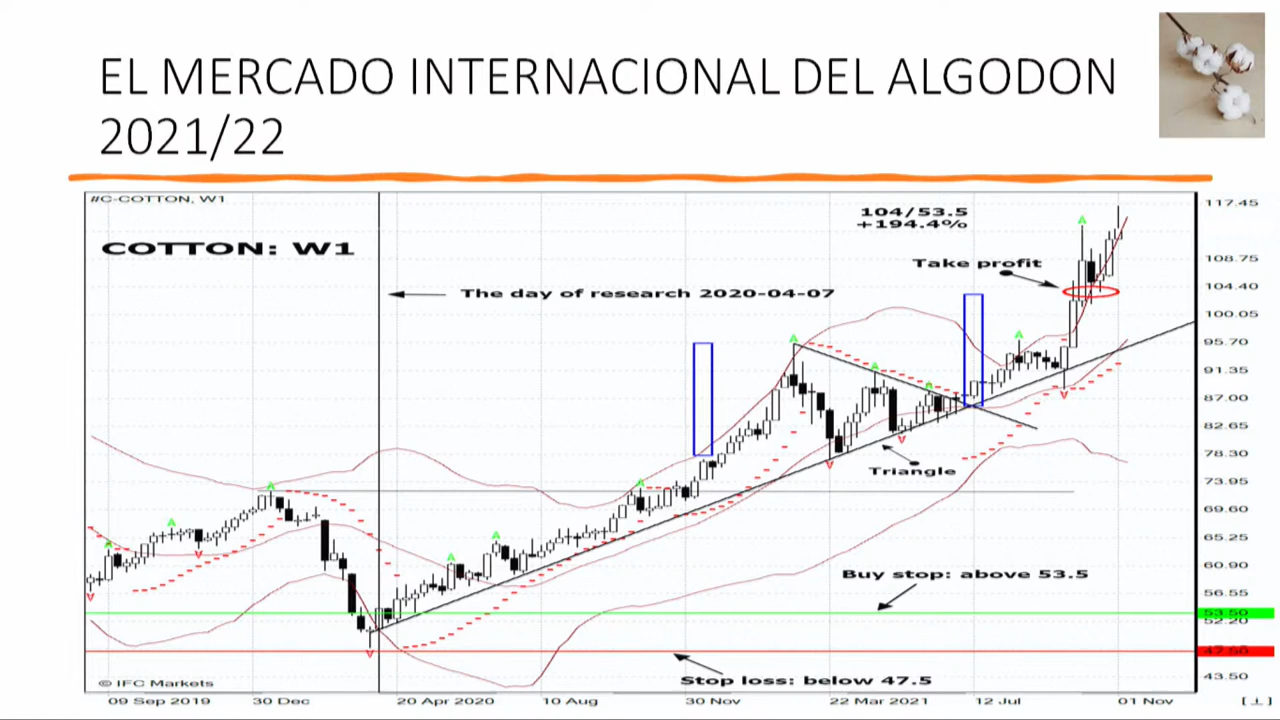 EL MERCADO INTERNACIONAL DEL ALGODON
2021/22
#C-COTTON, W1
COTTON: W1
104/53.5
+194.4%
Take profit
The day of research 2020-04-07
Triangle
Buy stop: above 53.5
Stop loss: below 47.5
© IFC Markets
117.45
108.75
104.40
100.05
95.70
91.35
87.00
82.65
78.30
73.95
69.60
65.25
60.90
56.55
53.50
52.20
47.50
43.50
09 Sep 2019
30 Dec
20 Apr 2020
10 Aug
30 Nov
22 Mar 2021
12 Jul
01 Nov